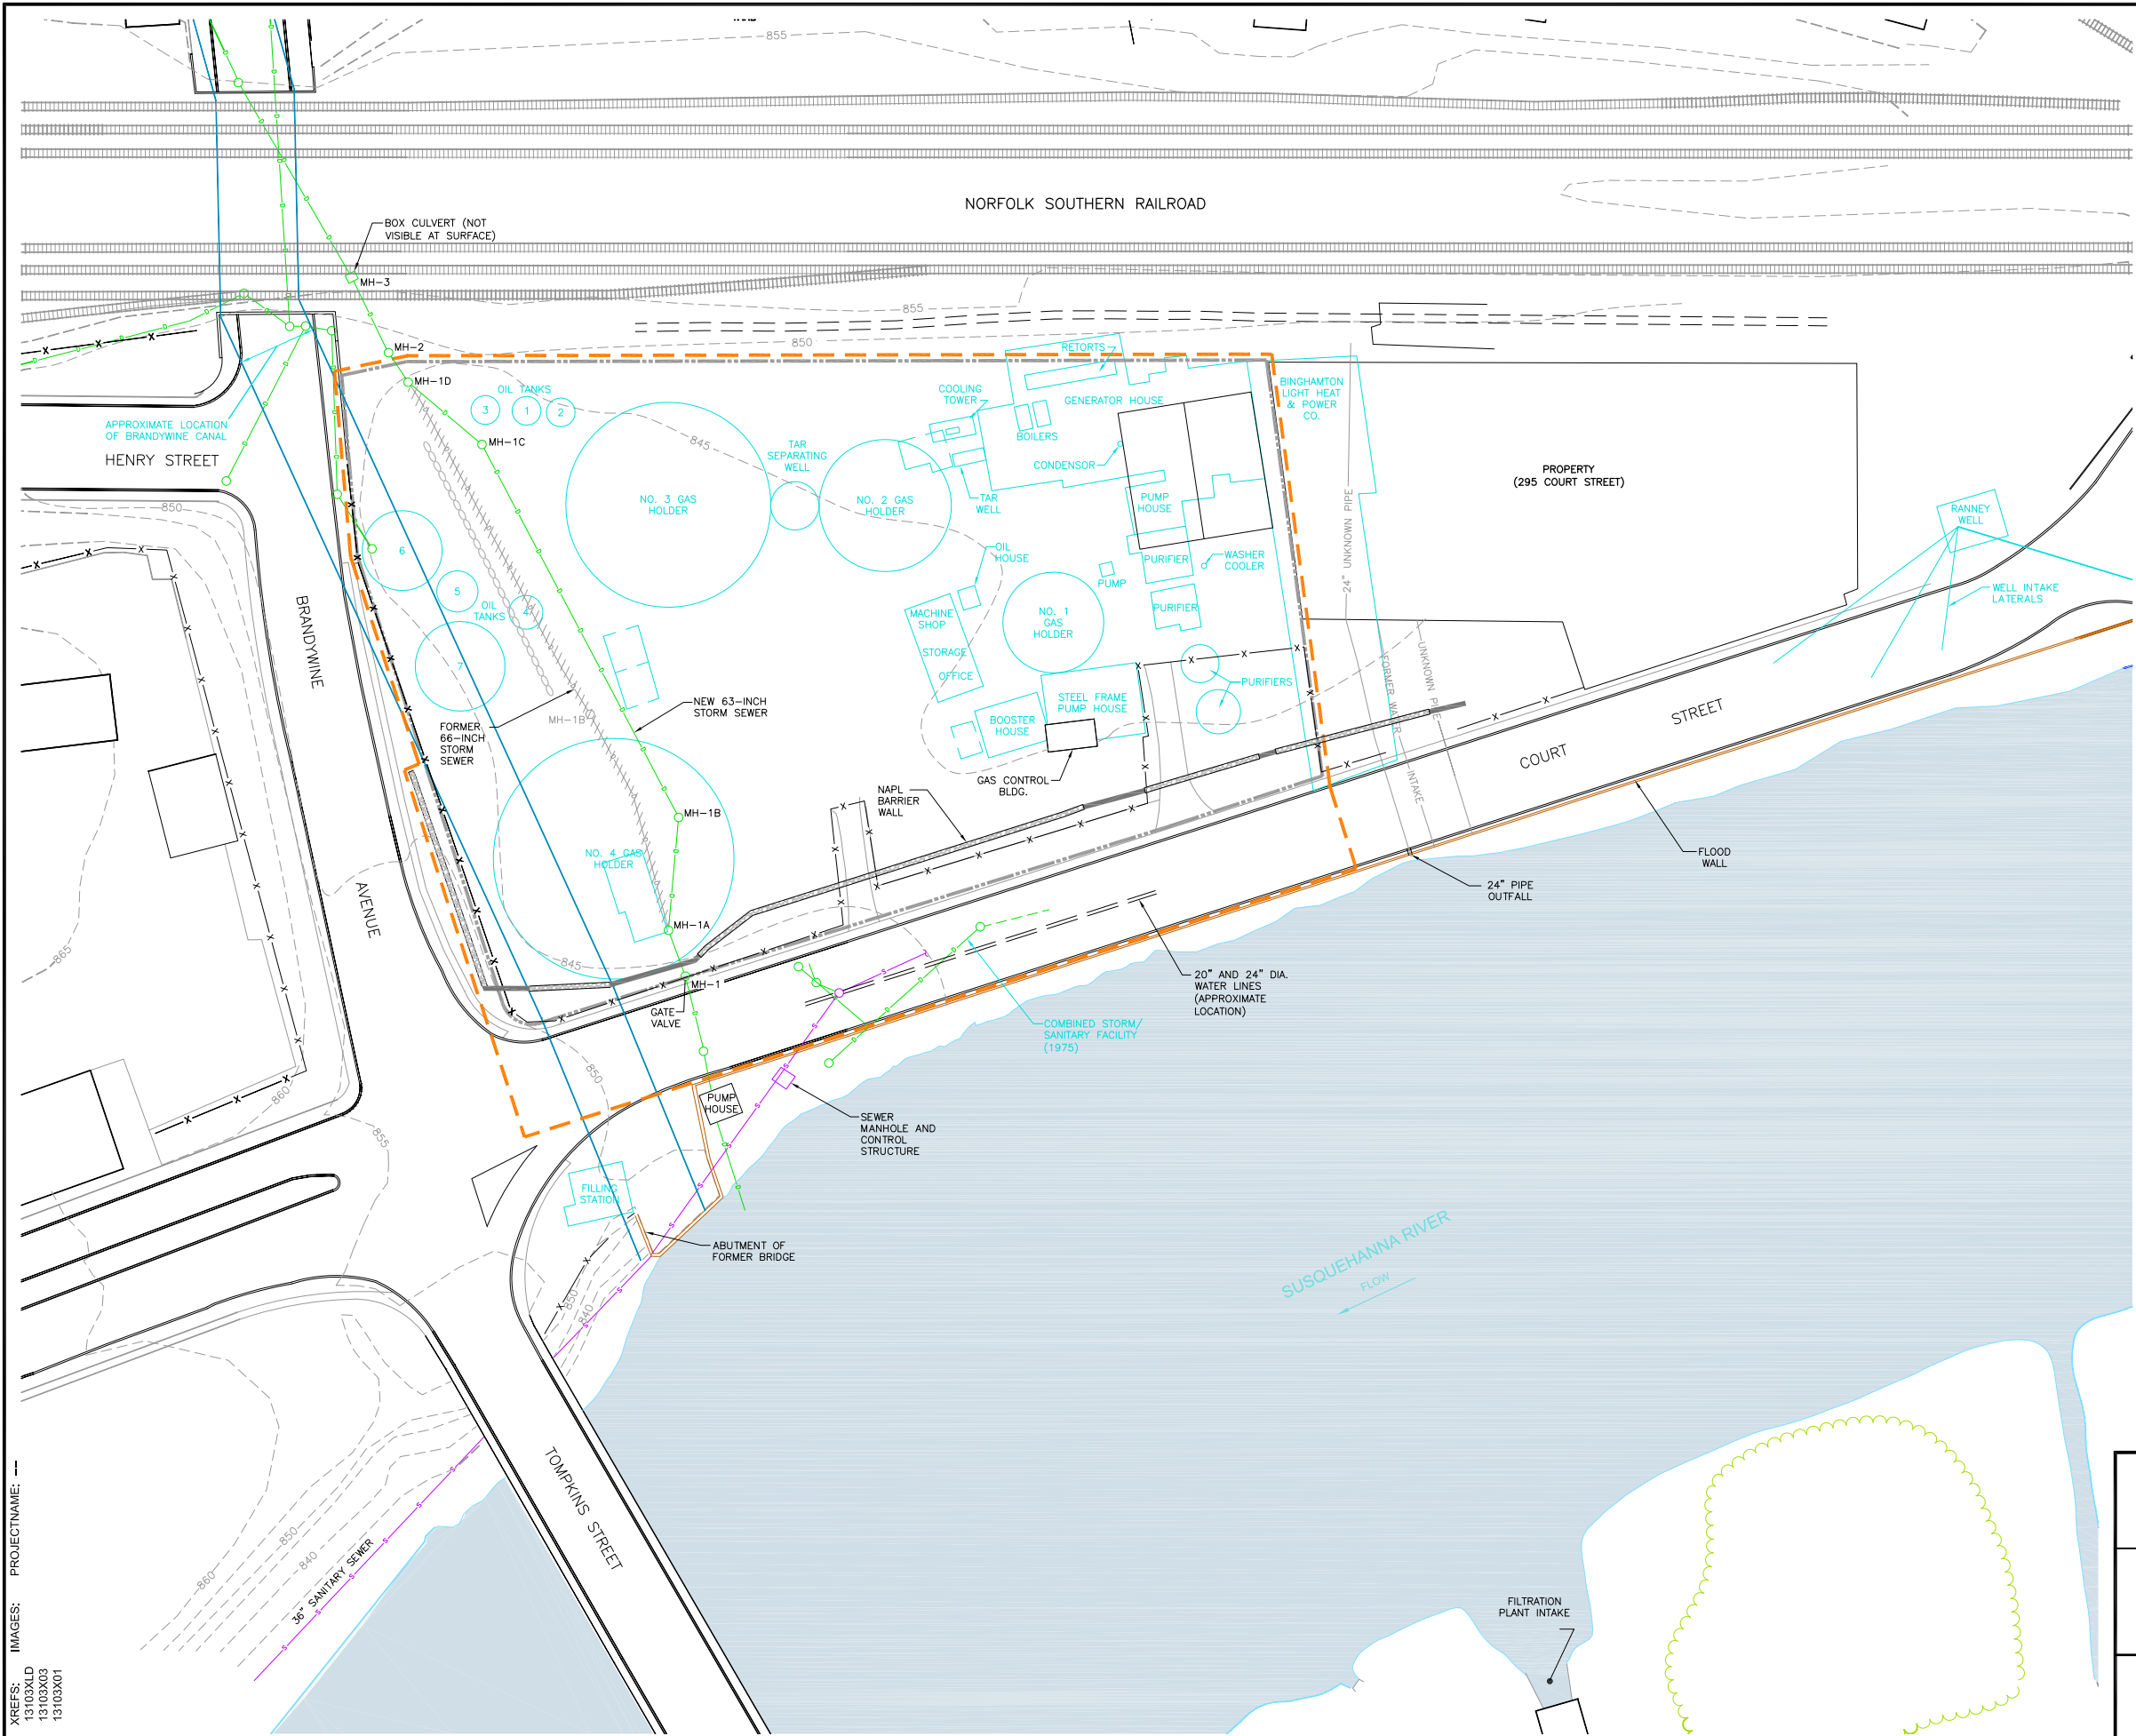 855
NORFOLK SOUTHERN RAILROAD
BOX CULVERT (NOT
VISIBLE AT SURFACE)
MH-3
855
850
MH-2
MH-1D
OIL TANKS
3
1
2
MH-1C
RETORTS
COOLING
TOWER
GENERATOR HOUSE
BOILERS
CONDENSOR
BINGHAMTON
LIGHT HEAT
& POWER
CO.
APPROXIMATE LOCATION
OF BRANDYWINE CANAL
HENRY STREET
845
TAR
SEPARATING
WELL
NO. 3 GAS
HOLDER
NO. 2 GAS
HOLDER
TAR
WELL
PUMP
HOUSE
PROPERTY
(295 COURT STREET)
24" UNKNOWN PIPE
850
RANNEY
WELL
WELL INTAKE
LATERALS
6
5
OIL
TANKS
4
7
OIL
HOUSE
PURIFIER
WASHER
COOLER
PUMP
PURIFIER
MACHINE
SHOP
STORAGE
OFFICE
NO. 1
GAS
HOLDER
BRANDYWINE
AVENUE
FORMER WATER
INTAKE
UNKNOWN PIPE
PURIFIERS
STEEL FRAME
PUMP HOUSE
BOOSTER
HOUSE
NEW 63-INCH
STORM SEWER
MH-1B
FORMER
66-INCH
STORM
SEWER
GAS CONTROL
BLDG.
NAPL
BARRIER
WALL
COURT
STREET
MH-1B
NO. 4 GAS
HOLDER
FLOOD
WALL
24" PIPE
OUTFALL
MH-1A
845
865
MH-1
GATE
VALVE
20" AND 24" DIA.
WATER LINES
(APPROXIMATE
LOCATION)
COMBINED STORM/
SANITARY FACILITY
(1975)
850
860
855
PUMP
HOUSE
SEWER
MANHOLE AND
CONTROL
STRUCTURE
FILLING
STATION
ABUTMENT OF
FORMER BRIDGE
850
840
SUSQUEHANNA RIVER
FLOW
TOMPKINS STREET
860
850
840
36" SANITARY SEWER
FILTRATION
PLANT INTAKE
XREFS:
13103XLD
13103X03
13103X01
IMAGES:
PROJECTNAME: --